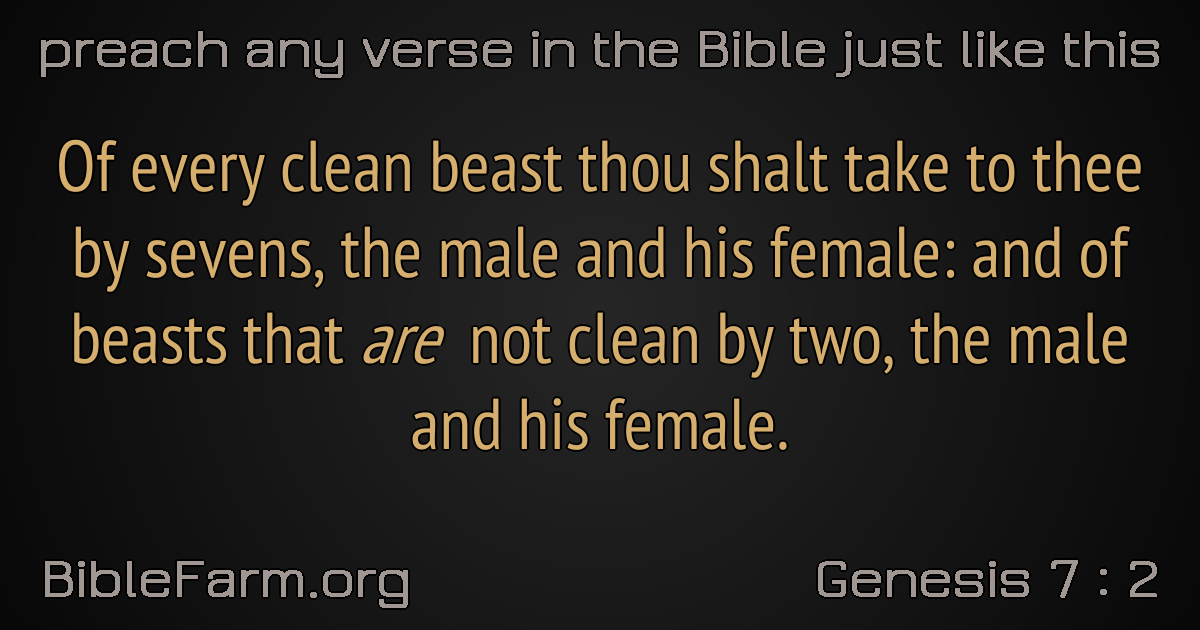 preach any verse in the Bible just like this
Of every clean beast thou shalt take to thee
by sevens, the male and his female: and of
beasts that are not clean by two, the male
and his female.
BibleFarm.org
Genesis 7 : 2